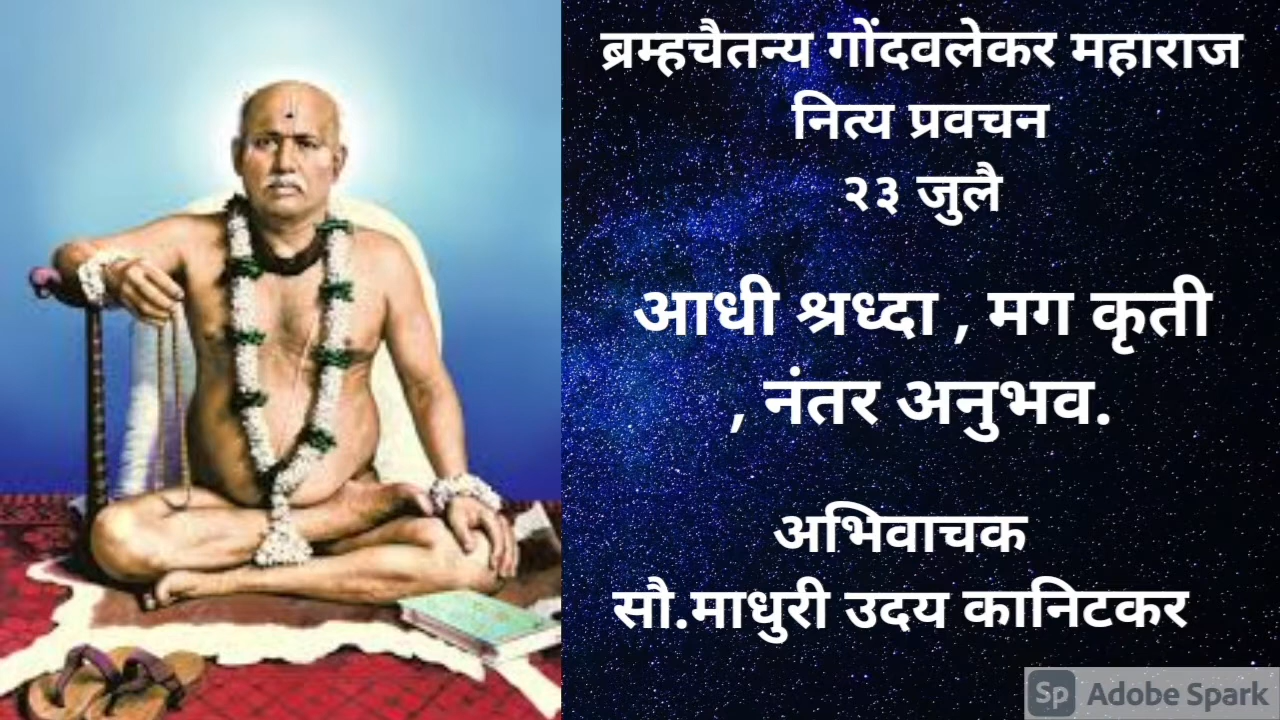 ब्रम्हचैतन्य गोंदवलेकर महाराज
नित्य प्रवचन
२३ जुलै
आधी श्रध्दा , मग कृती
, नंतर अनुभव.
अभिवाचक
सौ.माधुरी उदय कानिटकर
Sp Adobe Spark